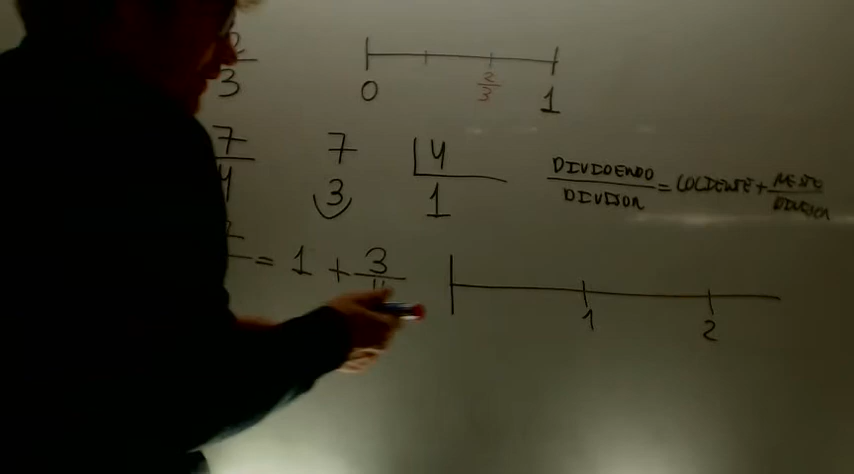 2
3
0
2
3
1
7
4
7
4
3
1
DIVIDENDO
DIVISOR
= COCIENTE +
RESTO
DIVISOR
= 1 + 3
1
2